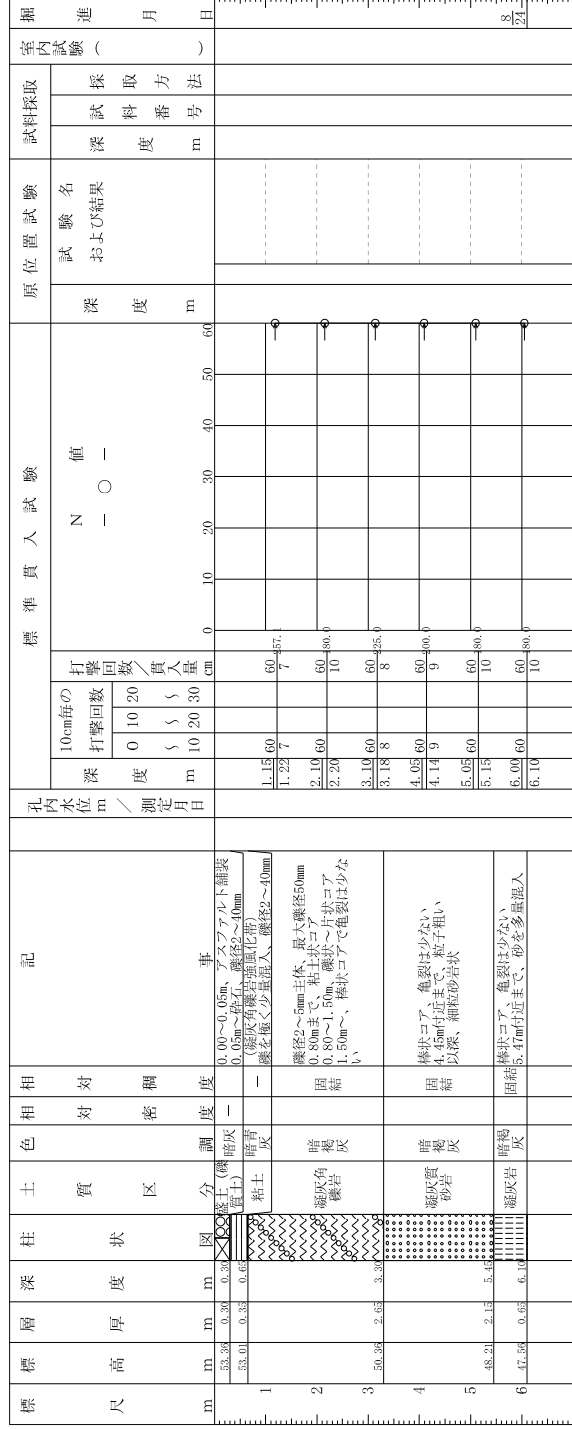 標尺 m
標高 m
層厚 m
深度 m
柱状図
土質区分
色調
相対密度
相対稠度
記事
孔内水位m／測定月日
標準貫入試験
深度 m
10cm毎の打撃回数
0 〜 10
10 〜 20
20 〜 30
打撃回数／貫入量 cm
N 値
─ ○ ─
0 10 20 30 40 50 60
原位置試験
深度 m
試験名および結果
試料採取
深度 m
試料番号
採取方法
室内試験 ( )
掘進月日
53.36 0.30 0.30 盛土(礫質土) 暗灰 ─
0.00〜0.05m、アスファルト舗装
0.05m〜砕石、礫径2〜40mm
53.01 0.35 0.65 粘土 暗青灰 ─
(凝灰角礫岩強風化帯)
礫を極く少量混入、礫径2〜40mm
50.36 2.65 3.30 凝灰角礫岩 暗褐灰 固結
礫径2〜5mm主体、最大礫径50mm
0.80mまで、粘土状コア
0.80〜1.50m、礫状〜片状コア
1.50m〜、棒状コアで亀裂は少な
い
48.21 2.15 5.45 凝灰質砂岩 暗褐灰 固結
棒状コア、亀裂は少ない
4.45m付近まで、粒子粗い
以深、細粒砂岩状
47.56 0.65 6.10 凝灰岩 暗褐灰 固結
棒状コア、亀裂は少ない
5.47m付近まで、砂を多量混入
1
2
3
4
5
6
1.15 60 60 257.1
1.22 7 7
2.10 60 60 180.0
2.20 10 10
3.10 60 60 225.0
3.18 8 8
4.05 60 60 200.0
4.14 9 9
5.05 60 60 180.0
5.15 10
6.00 60 60 180.0
6.10 10
8
24